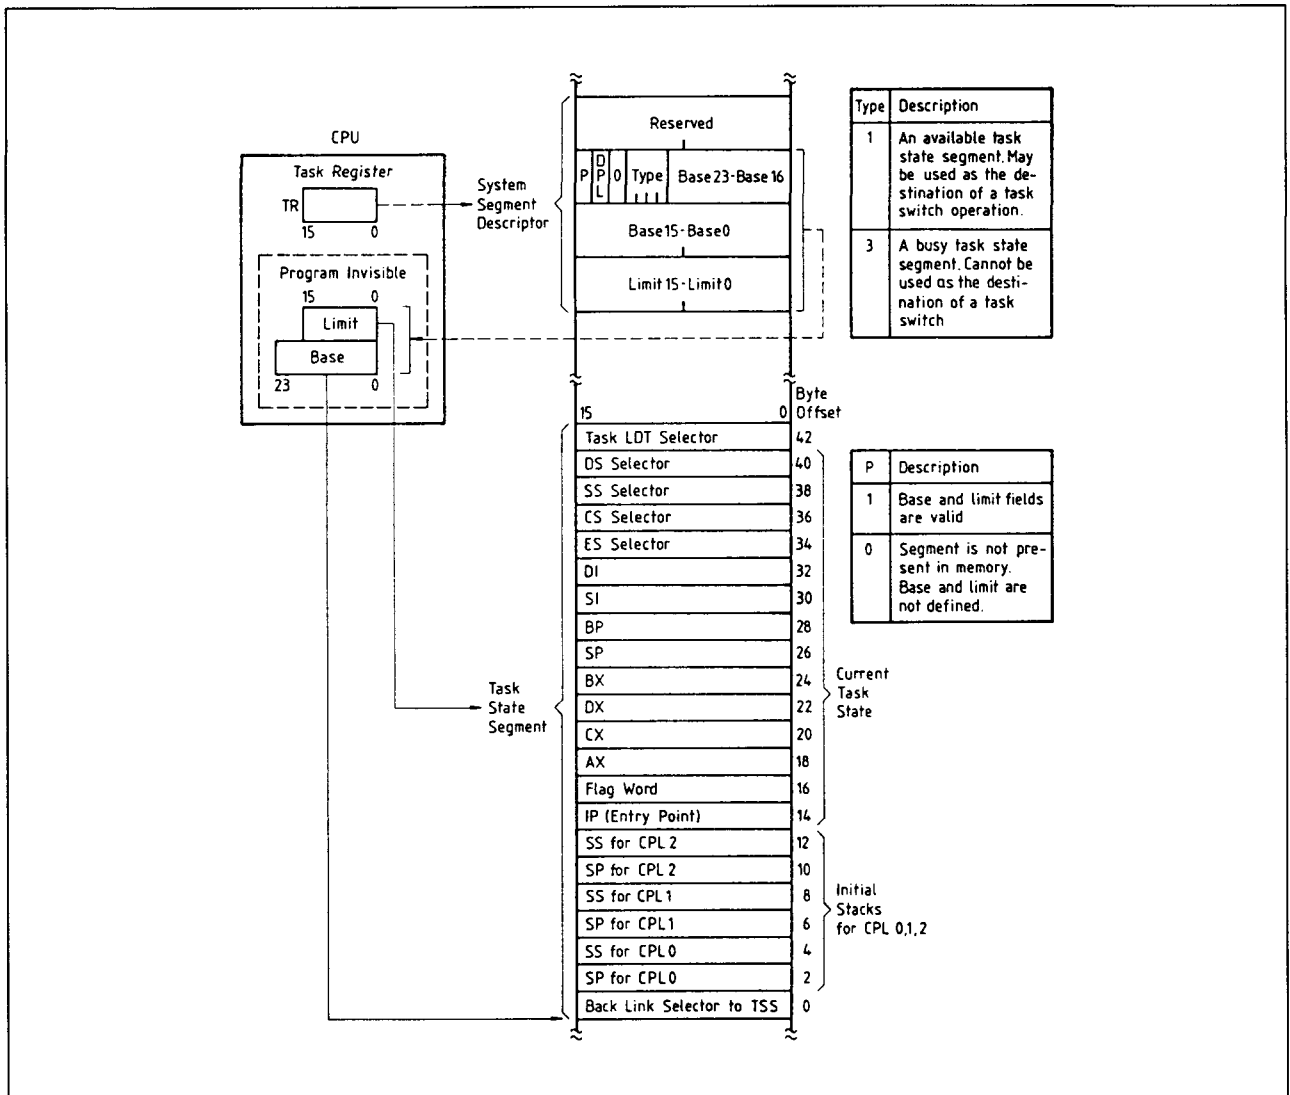 CPU
Task Register
TR
15 0
Program Invisible
15 0
Limit
Base
23 0
System
Segment
Descriptor
Reserved
P DPL 0 Type Base 23-Base 16
Base 15-Base 0
Limit 15-Limit 0
Type Description
1 An available task
state segment. May
be used as the de-
stination of a task
switch operation.
3 A busy task state
segment. Cannot be
used as the desti-
nation of a task
switch
Byte
Offset
15 0
Task LDT Selector 42
DS Selector 40
SS Selector 38
CS Selector 36
ES Selector 34
DI 32
SI 30
BP 28
SP 26
BX 24
DX 22
CX 20
AX 18
Flag Word 16
IP (Entry Point) 14
SS for CPL 2 12
SP for CPL 2 10
SS for CPL 1 8
SP for CPL 1 6
SS for CPL 0 4
SP for CPL 0 2
Back Link Selector to TSS 0
Task
State
Segment
Current
Task
State
Initial
Stacks
for CPL 0,1,2
P Description
1 Base and limit fields
are valid
0 Segment is not pre-
sent in memory.
Base and limit are
not defined.